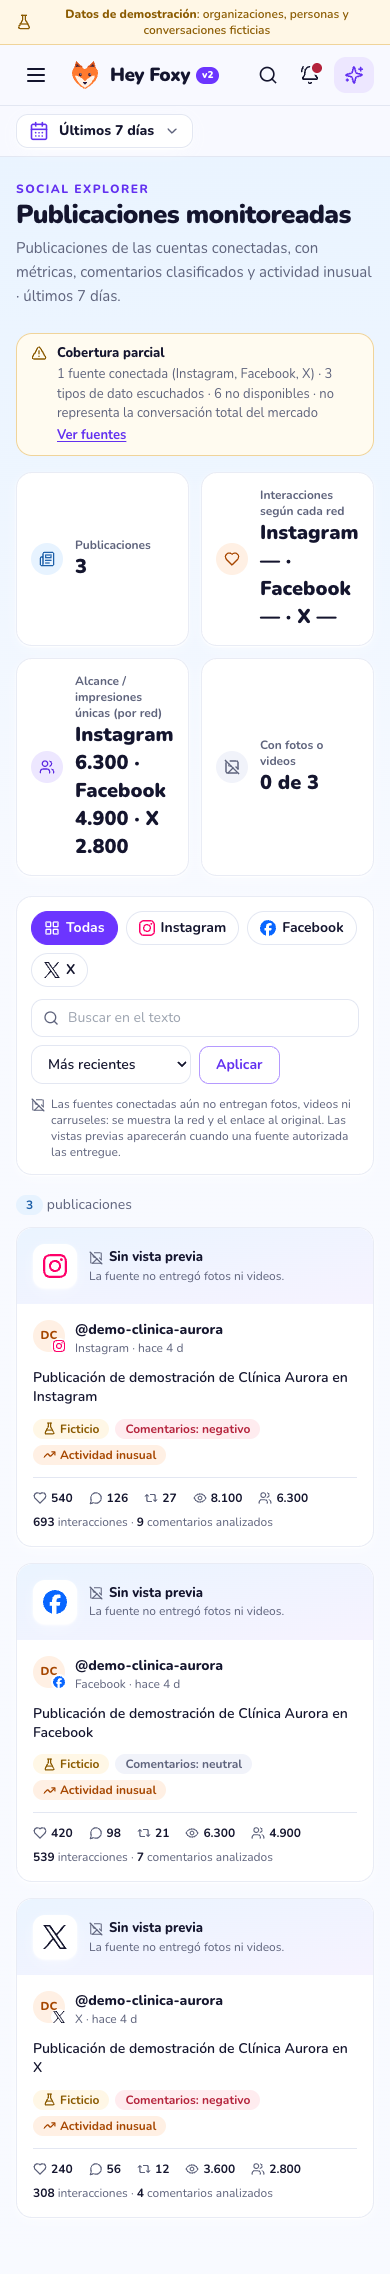 Datos de demostración: organizaciones, personas y
conversaciones ficticias
Hey Foxy v2
Últimos 7 días
SOCIAL EXPLORER
Publicaciones monitoreadas
Publicaciones de las cuentas conectadas, con
métricas, comentarios clasificados y actividad inusual
· últimos 7 días.
Cobertura parcial
1 fuente conectada (Instagram, Facebook, X) · 3
tipos de dato escuchados · 6 no disponibles · no
representa la conversación total del mercado
Ver fuentes
Publicaciones
3
Interacciones
según cada red
Instagram
— ·
Facebook
— · X —
Alcance /
impresiones
únicas (por red)
Instagram
6.300 ·
Facebook
4.900 · X
2.800
Con fotos o
videos
0 de 3
Todas Instagram Facebook
X
Buscar en el texto
Más recientes Aplicar
Las fuentes conectadas aún no entregan fotos, videos ni
carruseles: se muestra la red y el enlace al original. Las
vistas previas aparecerán cuando una fuente autorizada
las entregue.
3 publicaciones
Sin vista previa
La fuente no entregó fotos ni videos.
DC @demo-clinica-aurora
Instagram · hace 4 d
Publicación de demostración de Clínica Aurora en
Instagram
Ficticio Comentarios: negativo
Actividad inusual
540 126 27 8.100 6.300
693 interacciones · 9 comentarios analizados
Sin vista previa
La fuente no entregó fotos ni videos.
DC @demo-clinica-aurora
Facebook · hace 4 d
Publicación de demostración de Clínica Aurora en
Facebook
Ficticio Comentarios: neutral
Actividad inusual
420 98 21 6.300 4.900
539 interacciones · 7 comentarios analizados
Sin vista previa
La fuente no entregó fotos ni videos.
DC @demo-clinica-aurora
X · hace 4 d
Publicación de demostración de Clínica Aurora en
X
Ficticio Comentarios: negativo
Actividad inusual
240 56 12 3.600 2.800
308 interacciones · 4 comentarios analizados